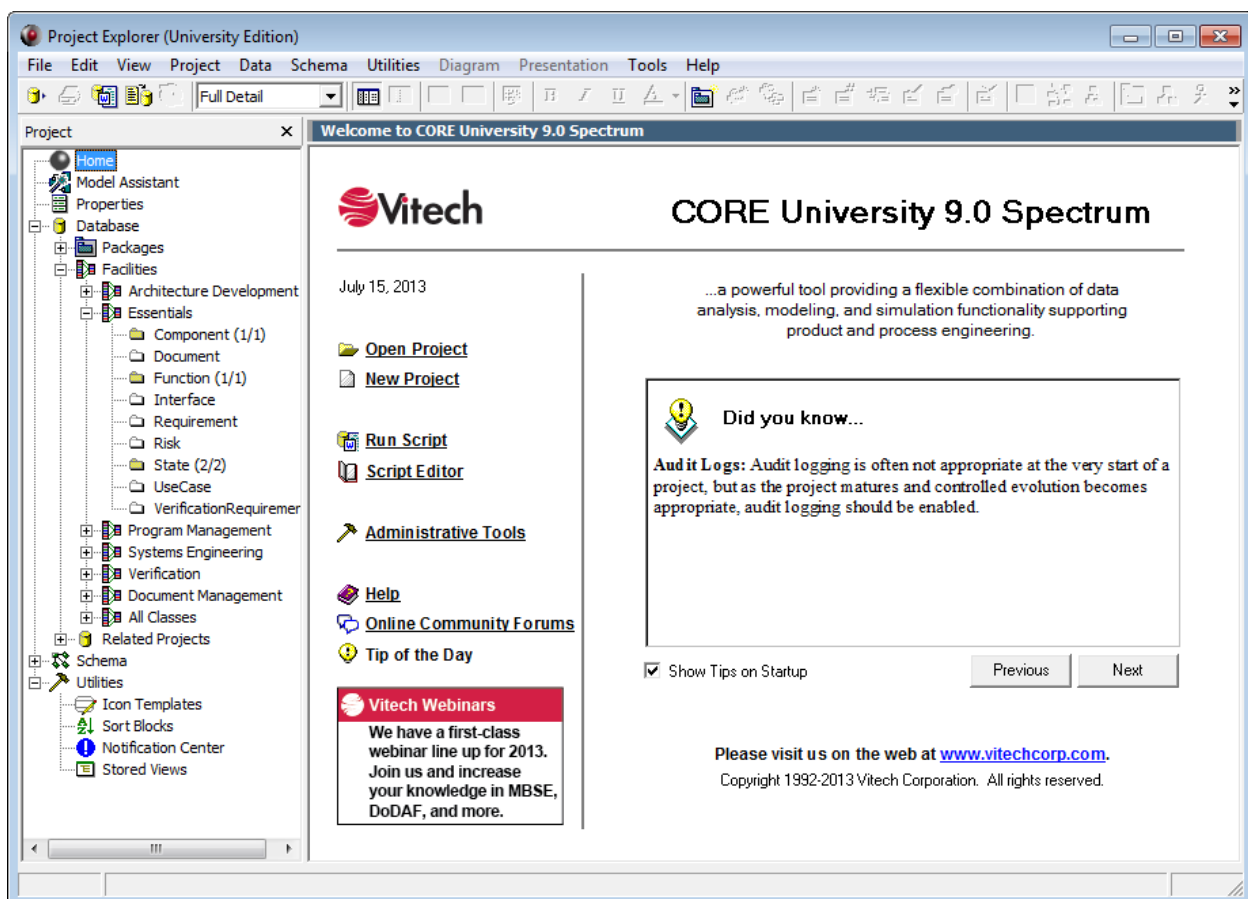 Project Explorer (University Edition)
File Edit View Project Data Schema Utilities Diagram Presentation Tools Help
Full Detail
Project
Home
Model Assistant
Properties
Database
Packages
Facilities
Architecture Development
Essentials
Component (1/1)
Document
Function (1/1)
Interface
Requirement
Risk
State (2/2)
UseCase
VerificationRequiremer
Program Management
Systems Engineering
Verification
Document Management
All Classes
Related Projects
Schema
Utilities
Icon Templates
Sort Blocks
Notification Center
Stored Views
Welcome to CORE University 9.0 Spectrum
Vitech
CORE University 9.0 Spectrum
July 15, 2013
Open Project
New Project
Run Script
Script Editor
Administrative Tools
Help
Online Community Forums
Tip of the Day
Vitech Webinars
We have a first-class
webinar line up for 2013.
Join us and increase
your knowledge in MBSE,
DoDAF, and more.
...a powerful tool providing a flexible combination of data
analysis, modeling, and simulation functionality supporting
product and process engineering.
Did you know...
Audit Logs: Audit logging is often not appropriate at the very start of a
project, but as the project matures and controlled evolution becomes
appropriate, audit logging should be enabled.
Show Tips on Startup
Previous Next
Please visit us on the web at www.vitechcorp.com.
Copyright 1992-2013 Vitech Corporation. All rights reserved.